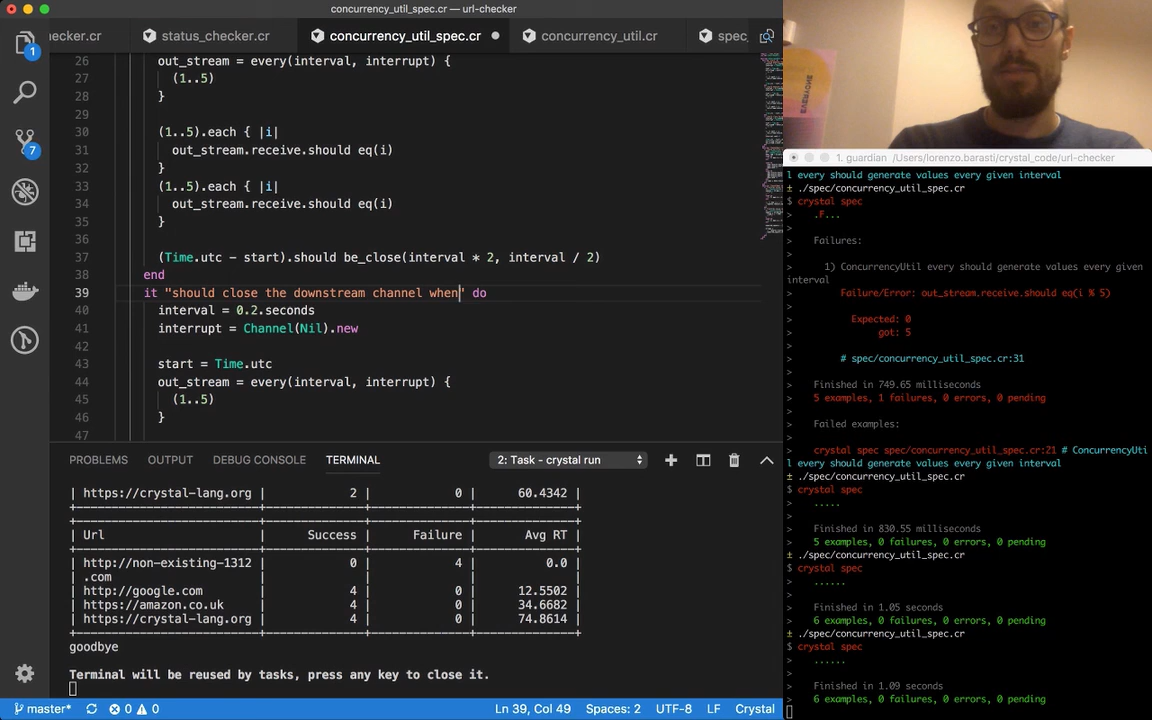 concurrency_util_spec.cr — url-checker
ecker.cr
status_checker.cr
concurrency_util_spec.cr
concurrency_util.cr
spec_
1
7
26 out_stream = every(interval, interrupt) {
27 (1..5)
28 }
29
30 (1..5).each { |i|
31 out_stream.receive.should eq(i)
32 }
33 (1..5).each { |i|
34 out_stream.receive.should eq(i)
35 }
36
37 (Time.utc - start).should be_close(interval * 2, interval / 2)
38 end
39 it "should close the downstream channel when" do
40 interval = 0.2.seconds
41 interrupt = Channel(Nil).new
42
43 start = Time.utc
44 out_stream = every(interval, interrupt) {
45 (1..5)
46 }
47
PROBLEMS OUTPUT DEBUG CONSOLE TERMINAL 2: Task - crystal run
| https://crystal-lang.org | 2 | 0 | 60.4342 |
| Url | Success | Failure | Avg RT |
| http://non-existing-1312 | 0 | 4 | 0.0 |
| .com | | | |
| http://google.com | 4 | 0 | 12.5502 |
| https://amazon.co.uk | 4 | 0 | 34.6682 |
| https://crystal-lang.org | 4 | 0 | 74.8614 |
goodbye
Terminal will be reused by tasks, press any key to close it.
master* 0 0 Ln 39, Col 49 Spaces: 2 UTF-8 LF Crystal
EVERYONE
1. guardian /Users/lorenzo.barasti/crystal_code/url-checker
l every should generate values every given interval
± ./spec/concurrency_util_spec.cr
$ crystal spec
> .F...
>
> Failures:
>
> 1) ConcurrencyUtil every should generate values every given
interval
> Failure/Error: out_stream.receive.should eq(i % 5)
>
> Expected: 0
> got: 5
>
> # spec/concurrency_util_spec.cr:31
>
> Finished in 749.65 milliseconds
> 5 examples, 1 failures, 0 errors, 0 pending
>
> Failed examples:
>
> crystal spec spec/concurrency_util_spec.cr:21 # ConcurrencyUti
l every should generate values every given interval
± ./spec/concurrency_util_spec.cr
$ crystal spec
> .....
>
> Finished in 830.55 milliseconds
> 5 examples, 0 failures, 0 errors, 0 pending
± ./spec/concurrency_util_spec.cr
$ crystal spec
> ......
>
> Finished in 1.05 seconds
> 6 examples, 0 failures, 0 errors, 0 pending
± ./spec/concurrency_util_spec.cr
$ crystal spec
> ......
>
> Finished in 1.09 seconds
> 6 examples, 0 failures, 0 errors, 0 pending